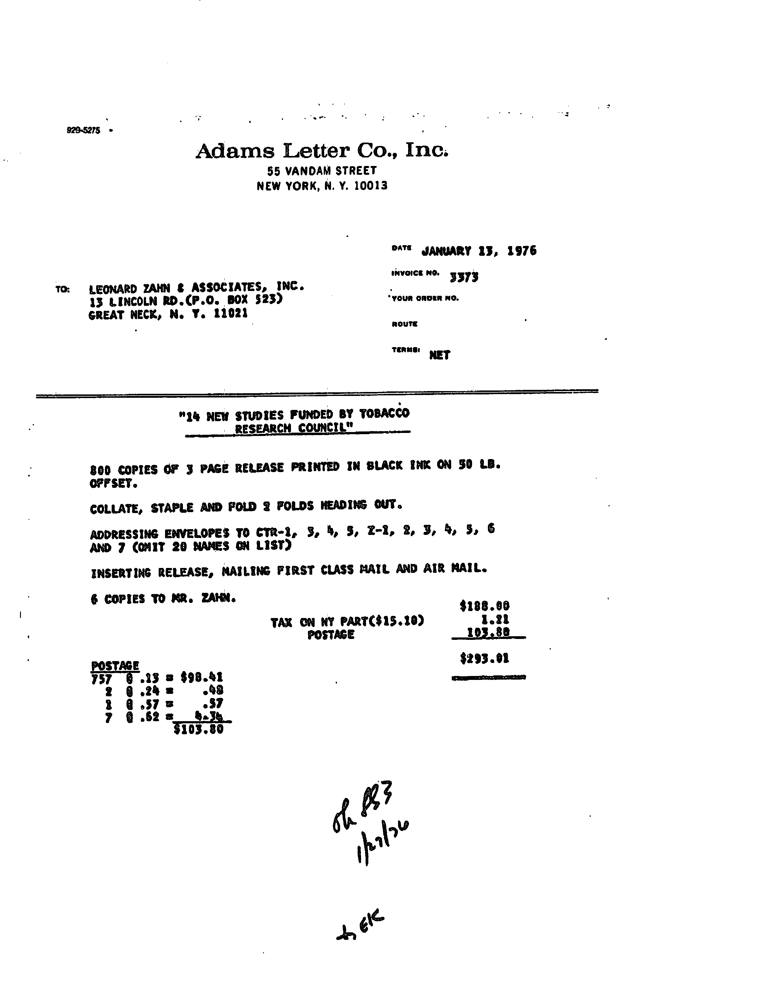 929-5275
Adams Letter Co., Inc.
55 VANDAM STREET
NEW YORK, N. Y. 10013
DATE JANUARY 13, 1976
INVOICE NO. 3373
TO: LEONARD ZAHN & ASSOCIATES, INC.
13 LINCOLN RD.(P.O. BOX 523)
GREAT NECK, N. Y. 11021
YOUR ORDER NO.
ROUTE
TERMS: NET
"14 NEW STUDIES FUNDED BY TOBACCO
RESEARCH COUNCIL"
800 COPIES OF 3 PAGE RELEASE PRINTED IN BLACK INK ON 50 LB.
OFFSET.
COLLATE, STAPLE AND FOLD 2 FOLDS HEADING OUT.
ADDRESSING ENVELOPES TO CTR-1, 3, 4, 5, Z-1, 2, 3, 4, 5, 6
AND 7 (OMIT 20 NAMES ON LIST)
INSERTING RELEASE, MAILING FIRST CLASS MAIL AND AIR MAIL.
6 COPIES TO MR. ZAHN.
$188.00
TAX ON NY PART($15.10) 1.21
POSTAGE 103.80
$293.01
POSTAGE
757 @ .13 = $98.41
2 @ .24 = .48
1 @ .57 = .57
7 @ .62 = 4.34
$103.80
ok
1/27/76
EK